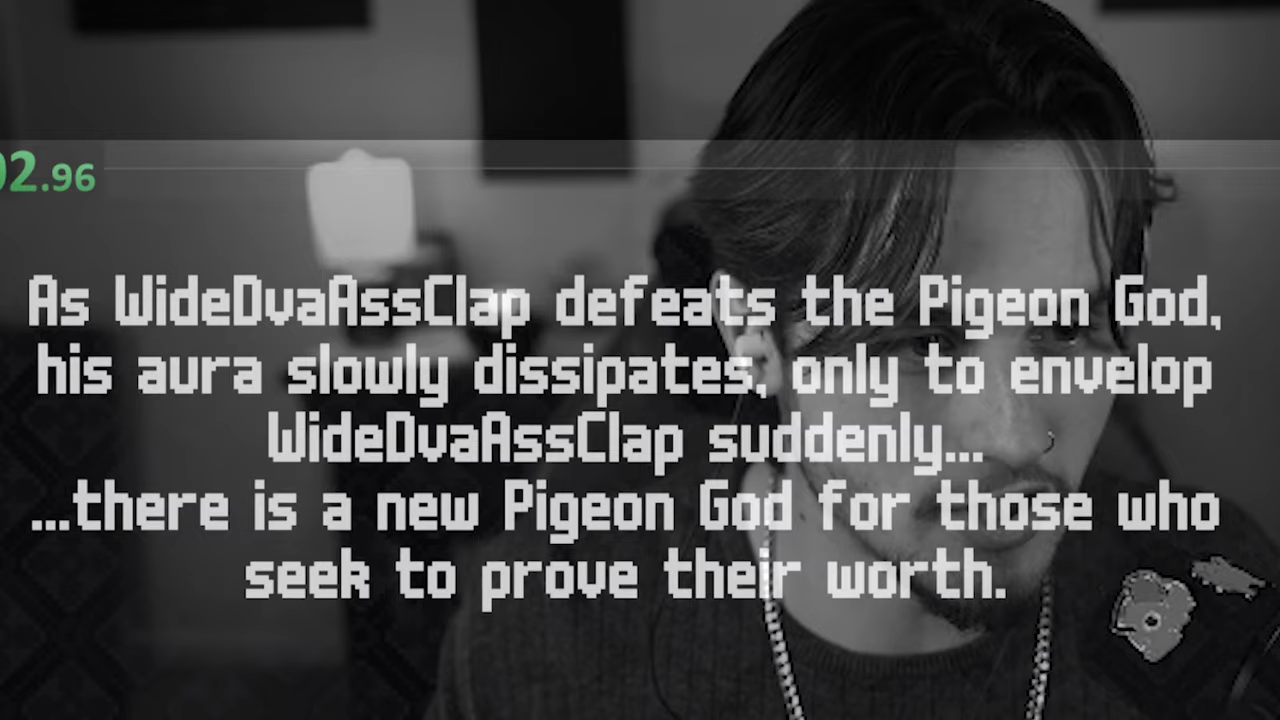 02.96
As WideDvaAssClap defeats the Pigeon God,
his aura slowly dissipates, only to envelop
WideDvaAssClap suddenly...
...there is a new Pigeon God for those who
seek to prove their worth.